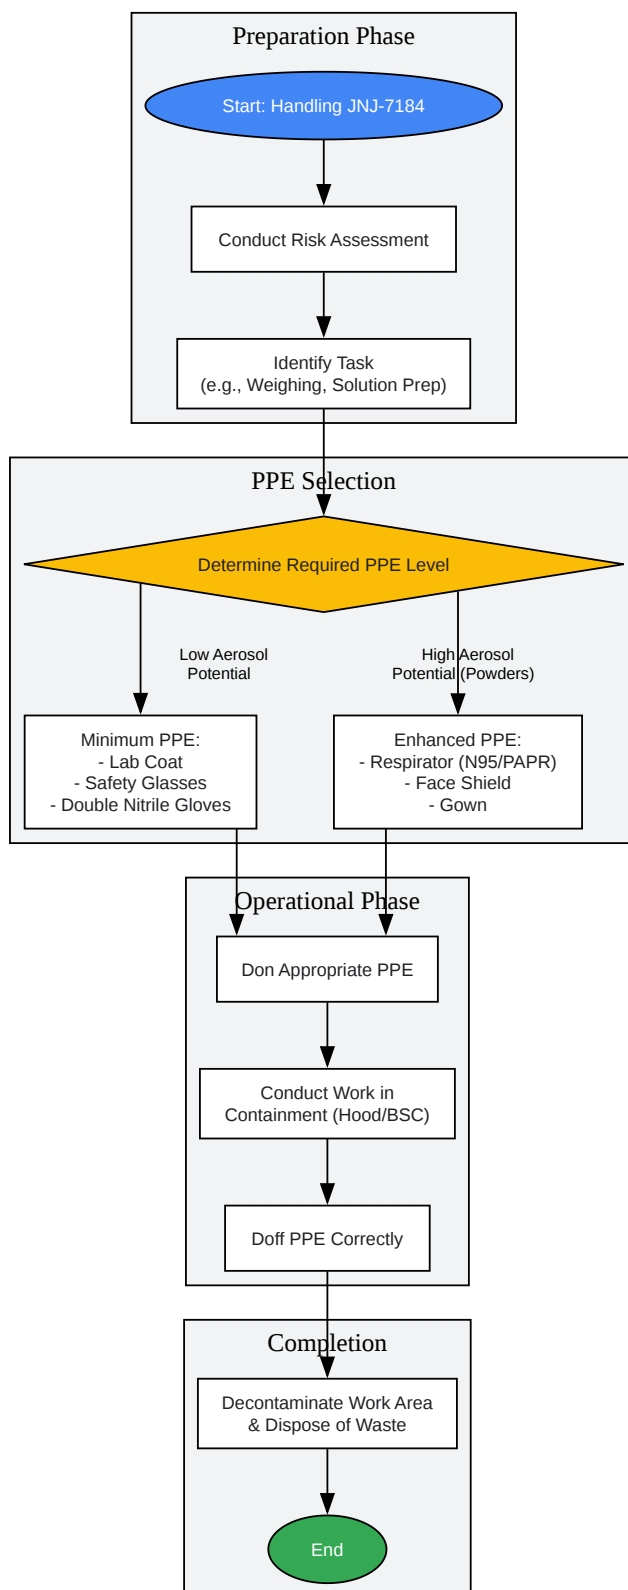 Preparation Phase
Start: Handling JNJ-7184
Conduct Risk Assessment
Identify Task
(e.g., Weighing, Solution Prep)
PPE Selection
Determine Required PPE Level
Low Aerosol
Potential
High Aerosol
Potential (Powders)
Minimum PPE:
- Lab Coat
- Safety Glasses
- Double Nitrile Gloves
Enhanced PPE:
- Respirator (N95/PAPR)
- Face Shield
- Gown
Operational Phase
Don Appropriate PPE
Conduct Work in
Containment (Hood/BSC)
Doff PPE Correctly
Completion
Decontaminate Work Area
& Dispose of Waste
End